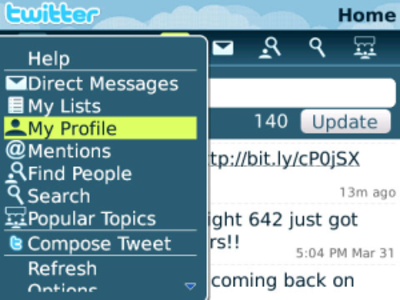 twitter
Home
Help
Direct Messages
My Lists
My Profile
@Mentions
Find People
Search
Popular Topics
Compose Tweet
Refresh
Options
140 Update
tp://bit.ly/cP0jSX
13m ago
ight 642 just got
rs!!
5:04 PM Mar 31
coming back on